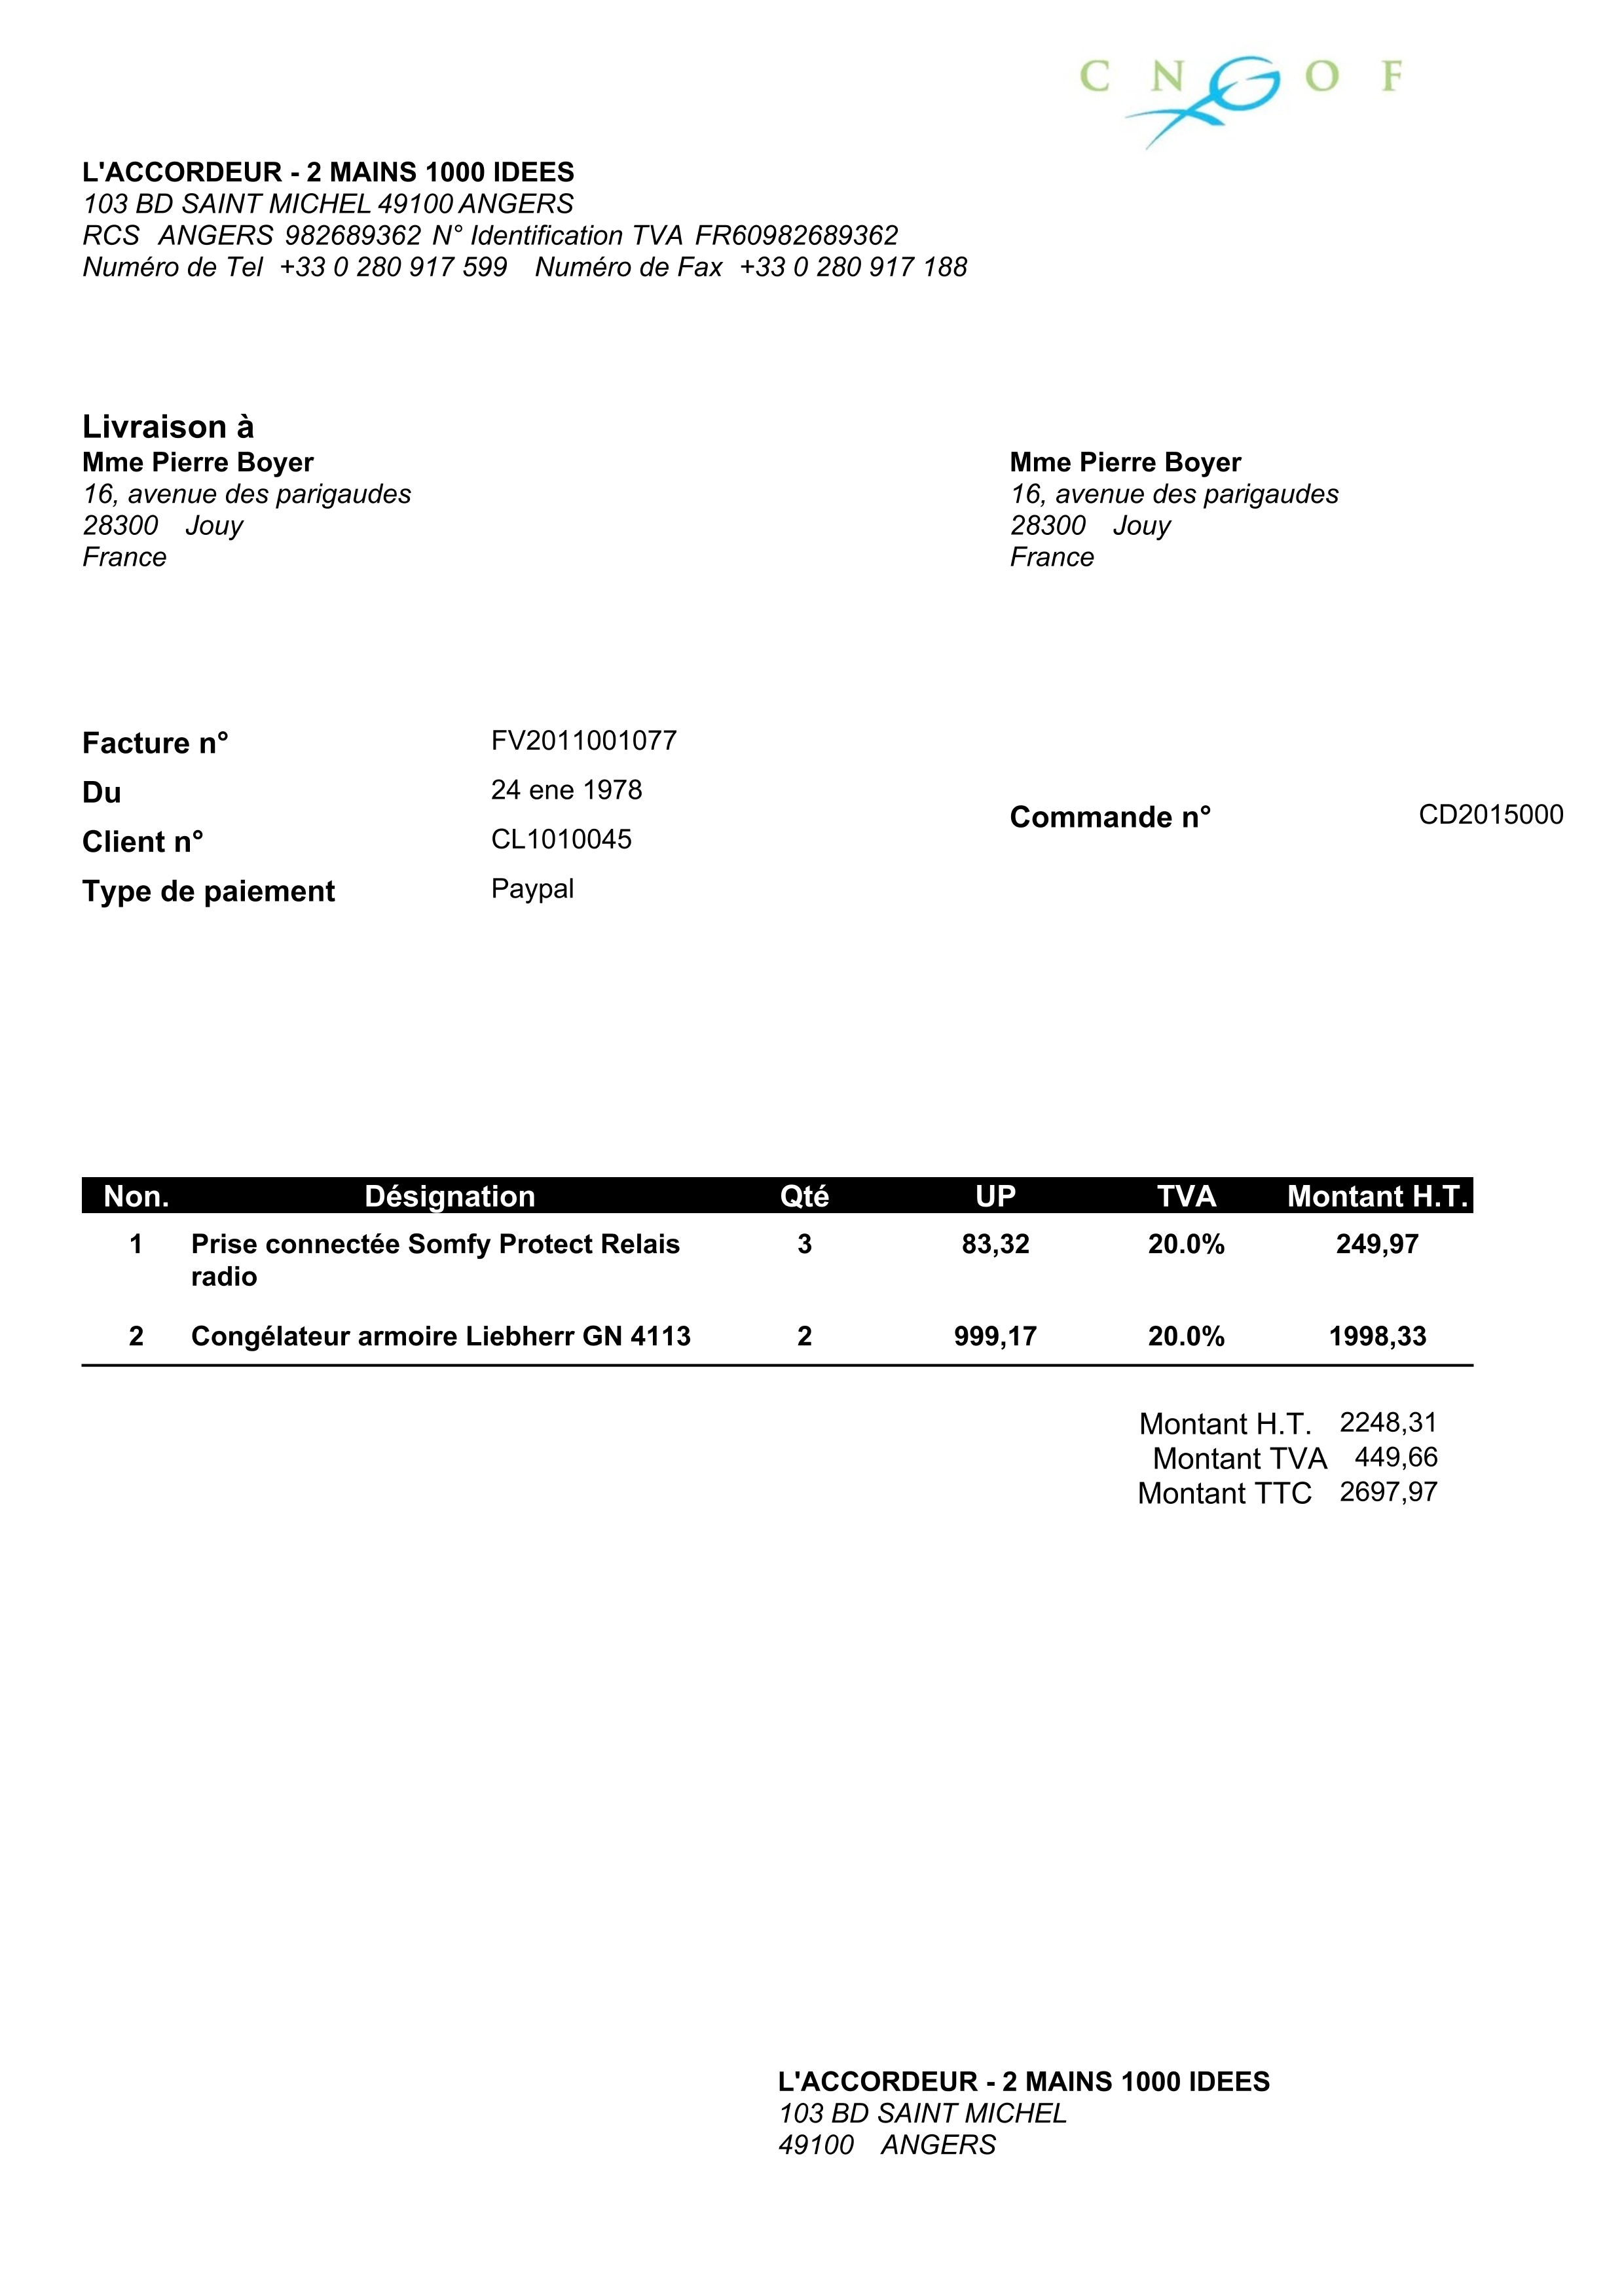 C N G O F
L'ACCORDEUR - 2 MAINS 1000 IDEES
103 BD SAINT MICHEL 49100 ANGERS
RCS ANGERS 982689362 N° Identification TVA FR60982689362
Numéro de Tel +33 0 280 917 599 Numéro de Fax +33 0 280 917 188
Livraison à
Mme Pierre Boyer
16, avenue des parigaudes
28300 Jouy
France
Mme Pierre Boyer
16, avenue des parigaudes
28300 Jouy
France
Facture n° FV2011001077
Du 24 ene 1978
Client n° CL1010045
Type de paiement Paypal
Commande n° CD2015000
Non. Désignation Qté UP TVA Montant H.T.
1 Prise connectée Somfy Protect Relais 3 83,32 20.0% 249,97
radio
2 Congélateur armoire Liebherr GN 4113 2 999,17 20.0% 1998,33
Montant H.T. 2248,31
Montant TVA 449,66
Montant TTC 2697,97
L'ACCORDEUR - 2 MAINS 1000 IDEES
103 BD SAINT MICHEL
49100 ANGERS